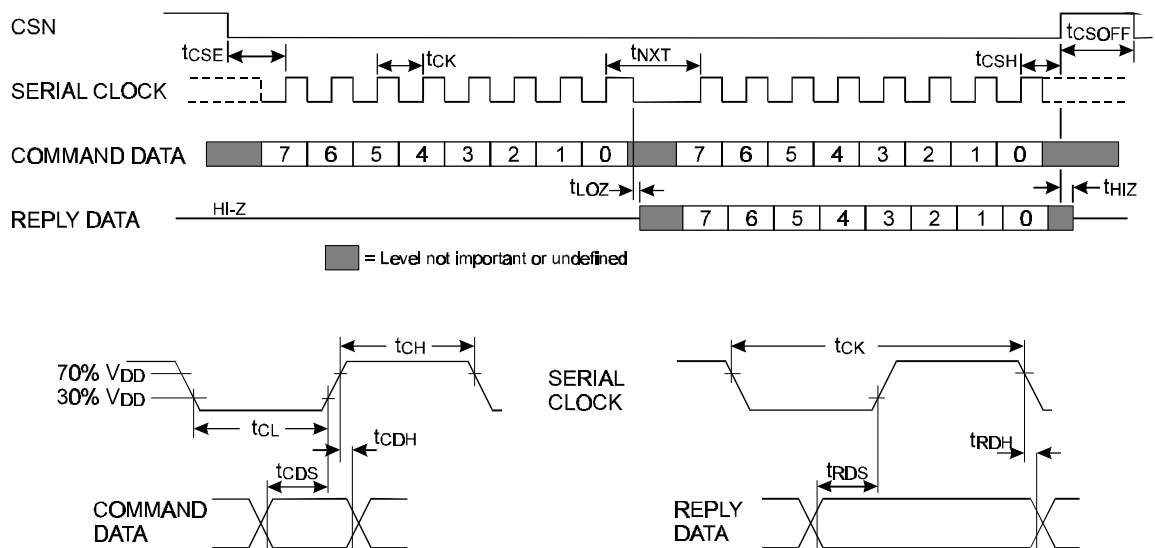 CSN
tCSE
tCK
tNXT
tCSH
tCSOFF
SERIAL CLOCK
COMMAND DATA
7 6 5 4 3 2 1 0 7 6 5 4 3 2 1 0
tLOZ
tHIZ
REPLY DATA
HI-Z
7 6 5 4 3 2 1 0
= Level not important or undefined
tCH
70% VDD
30% VDD
tCL
tCDH
tCDS
COMMAND
DATA
SERIAL
CLOCK
tCK
tRDH
tRDS
REPLY
DATA